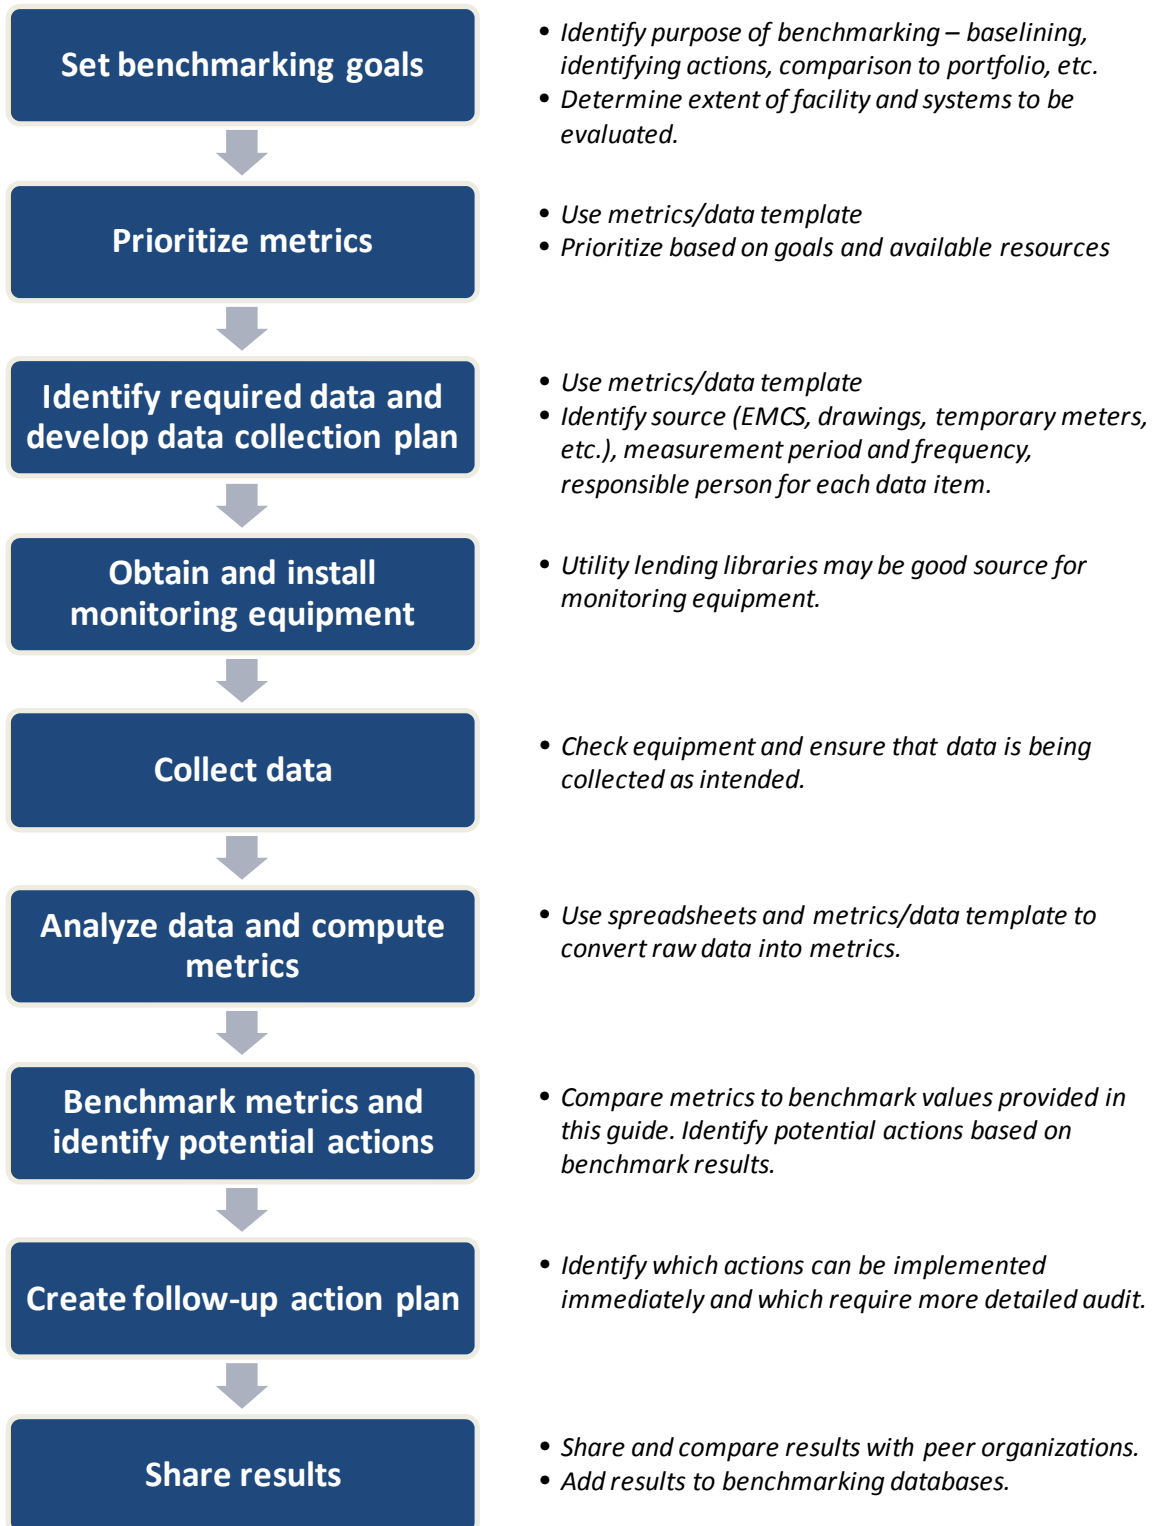 Set benchmarking goals
• Identify purpose of benchmarking – baselining,
identifying actions, comparison to portfolio, etc.
• Determine extent of facility and systems to be
evaluated.
Prioritize metrics
• Use metrics/data template
• Prioritize based on goals and available resources
Identify required data and
develop data collection plan
• Use metrics/data template
• Identify source (EMCS, drawings, temporary meters,
etc.), measurement period and frequency,
responsible person for each data item.
Obtain and install
monitoring equipment
• Utility lending libraries may be good source for
monitoring equipment.
Collect data
• Check equipment and ensure that data is being
collected as intended.
Analyze data and compute
metrics
• Use spreadsheets and metrics/data template to
convert raw data into metrics.
Benchmark metrics and
identify potential actions
• Compare metrics to benchmark values provided in
this guide. Identify potential actions based on
benchmark results.
Create follow-up action plan
• Identify which actions can be implemented
immediately and which require more detailed audit.
Share results
• Share and compare results with peer organizations.
• Add results to benchmarking databases.